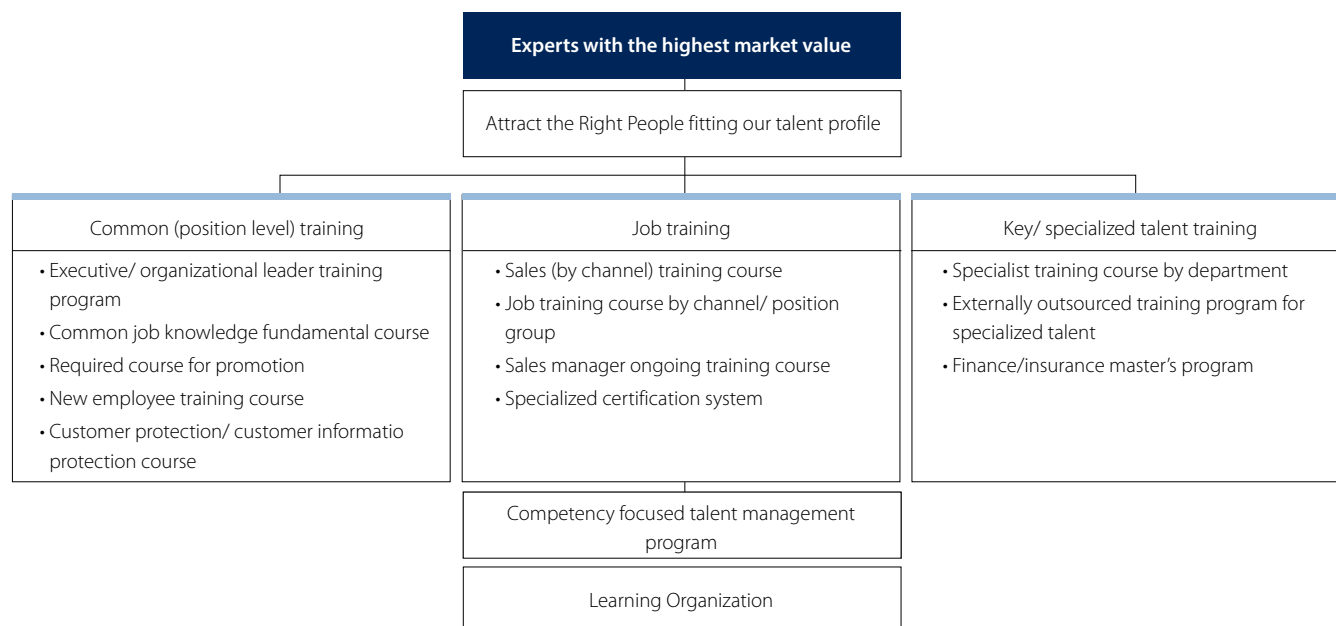 Experts with the highest market value
Attract the Right People fitting our talent profile
Common (position level) training
• Executive/ organizational leader training
program
• Common job knowledge fundamental course
• Required course for promotion
• New employee training course
• Customer protection/ customer informatio
protection course
Job training
• Sales (by channel) training course
• Job training course by channel/ position
group
• Sales manager ongoing training course
• Specialized certification system
Key/ specialized talent training
• Specialist training course by department
• Externally outsourced training program for
specialized talent
• Finance/insurance master’s program
Competency focused talent management
program
Learning Organization